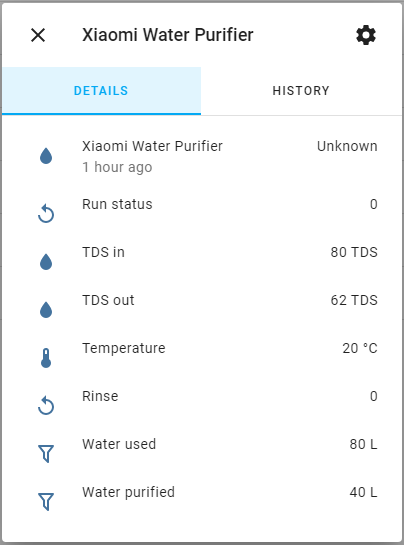 Xiaomi Water Purifier
DETAILS HISTORY
Xiaomi Water Purifier Unknown
1 hour ago
Run status 0
TDS in 80 TDS
TDS out 62 TDS
Temperature 20 °C
Rinse 0
Water used 80 L
Water purified 40 L